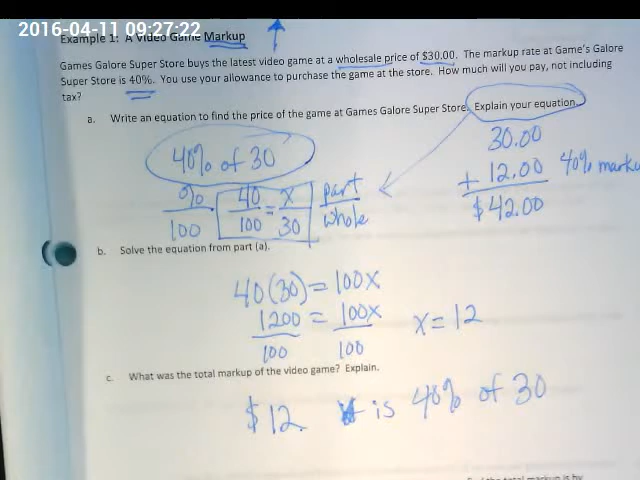 2016-04-11 09:27:22
Example 1: A Video Game Markup
Games Galore Super Store buys the latest video game at a wholesale price of $30.00. The markup rate at Game's Galore
Super Store is 40%. You use your allowance to purchase the game at the store. How much will you pay, not including
tax?
a. Write an equation to find the price of the game at Games Galore Super Store. Explain your equation.
40% of 30
30.00
+ 12.00 40% marku
$42.00
%/100 40/100 = x/30 part/whole
b. Solve the equation from part (a).
40(30) = 100x
1200/100 = 100x/100 x = 12
c. What was the total markup of the video game? Explain.
$12. is 40% of 30